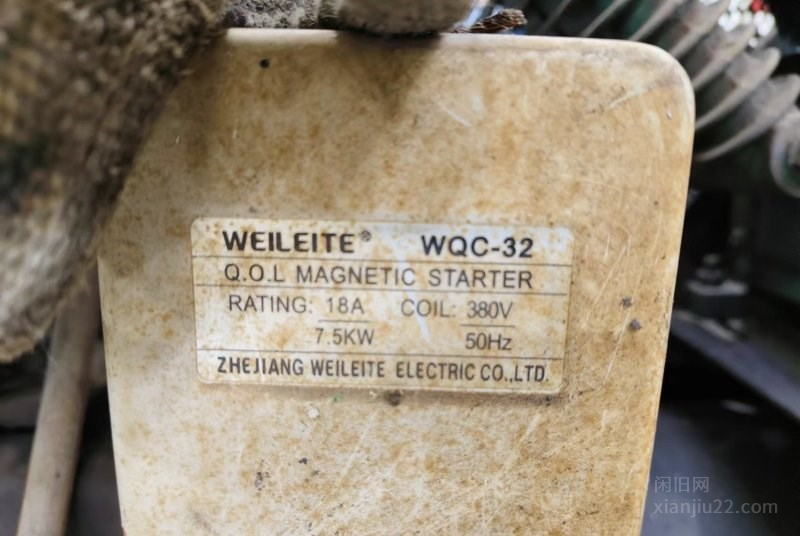 WEILEITE® WQC-32
Q.O.L MAGNETIC STARTER
RATING: 18A COIL: 380V
7.5KW 50Hz
ZHEJIANG WEILEITE ELECTRIC CO.,LTD.
闲旧网
xianjiu22.com